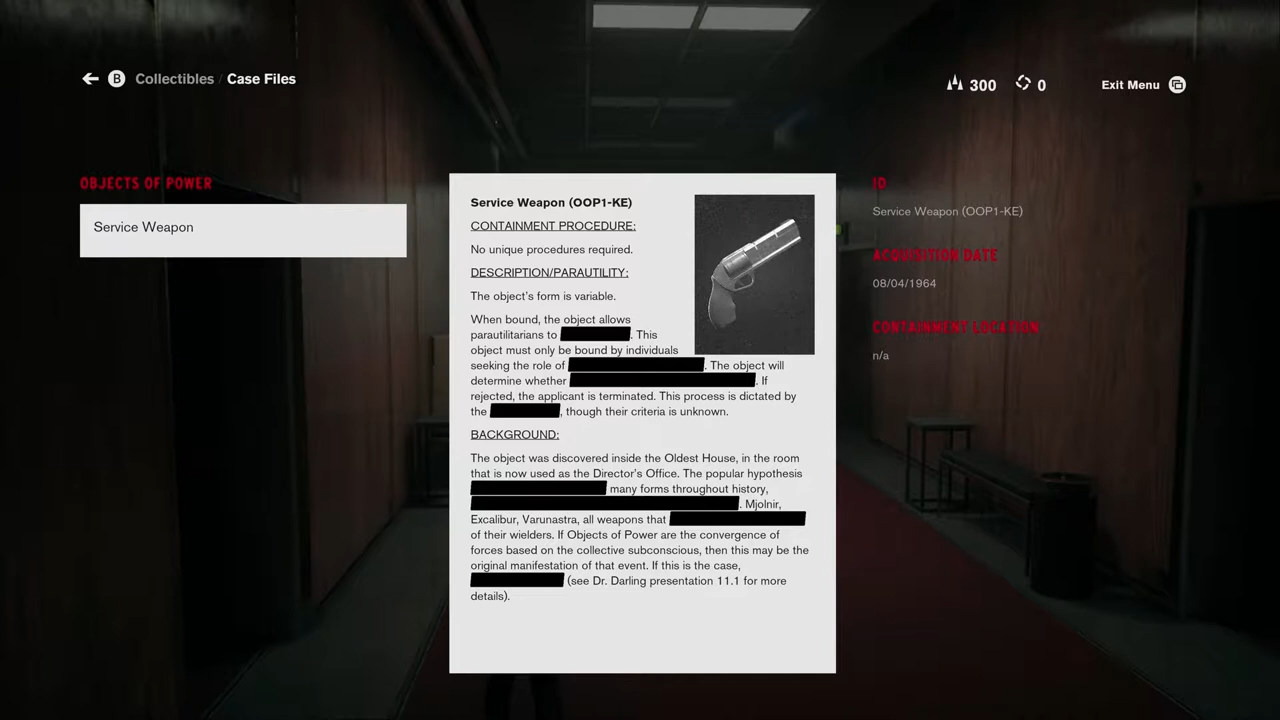 B Collectibles / Case Files
300 0 Exit Menu
OBJECTS OF POWER
Service Weapon
Service Weapon (OOP1-KE)
CONTAINMENT PROCEDURE:
No unique procedures required.
DESCRIPTION/PARAUTILITY:
The object's form is variable.
When bound, the object allows
parautilitarians to . This
object must only be bound by individuals
seeking the role of . The object will
determine whether . If
rejected, the applicant is terminated. This process is dictated by
the , though their criteria is unknown.
BACKGROUND:
The object was discovered inside the Oldest House, in the room
that is now used as the Director's Office. The popular hypothesis
many forms throughout history,
. Mjolnir,
Excalibur, Varunastra, all weapons that
of their wielders. If Objects of Power are the convergence of
forces based on the collective subconscious, then this may be the
original manifestation of that event. If this is the case,
(see Dr. Darling presentation 11.1 for more
details).
ID
Service Weapon (OOP1-KE)
ACQUISITION DATE
08/04/1964
CONTAINMENT LOCATION
n/a